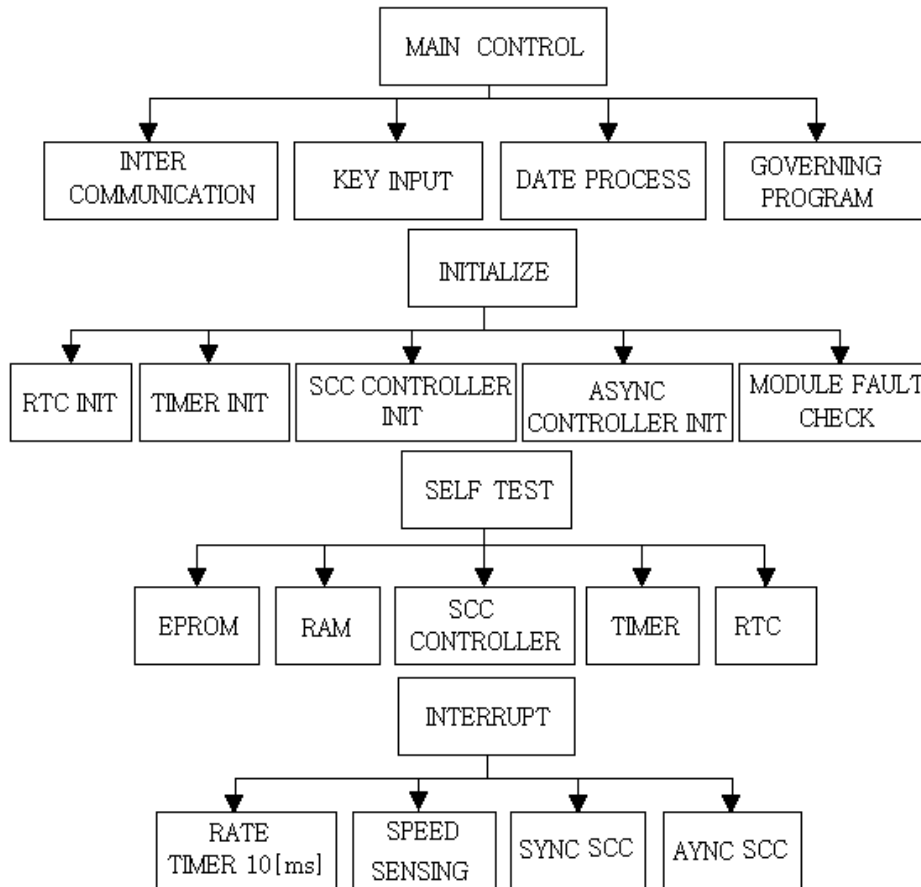 MAIN CONTROL
INTER
COMMUNICATION
KEY INPUT
DATE PROCESS
GOVERNING
PROGRAM
INITIALIZE
RTC INIT
TIMER INIT
SCC CONTROLLER
INIT
ASYNC
CONTROLLER INIT
MODULE FAULT
CHECK
SELF TEST
EPROM
RAM
SCC
CONTROLLER
TIMER
RTC
INTERRUPT
RATE
TIMER 10[ms]
SPEED
SENSING
SYNC SCC
AYNC SCC